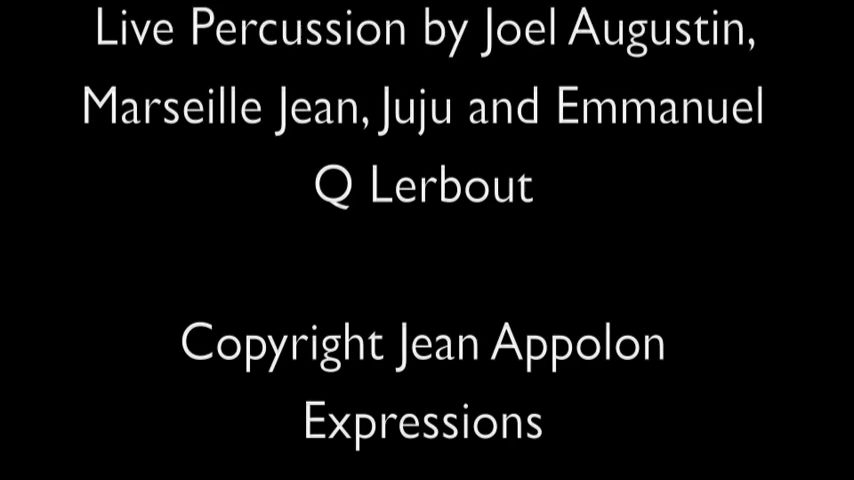 Live Percussion by Joel Augustin,
Marseille Jean, Juju and Emmanuel
Q Lerbout
Copyright Jean Appolon
Expressions